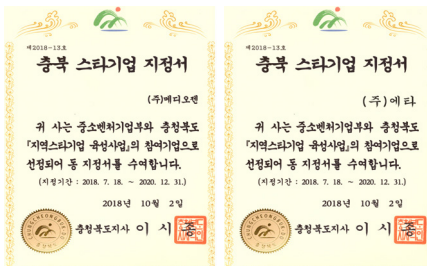 제2018-13호
충북 스타기업 지정서
(주)메디오젠
귀 사는 중소벤처기업부와 충청북도
『지역스타기업 육성사업』의 참여기업으로
선정되어 동 지정서를 수여합니다.
(지정기간 : 2018. 7. 18. ~ 2020. 12. 31.)
2018년 10월 2일
충청북도지사 이 시 종
제2018-13호
충북 스타기업 지정서
(주)에타
귀 사는 중소벤처기업부와 충청북도
『지역스타기업 육성사업』의 참여기업으로
선정되어 동 지정서를 수여합니다.
(지정기간 : 2018. 7. 18. ~ 2020. 12. 31.)
2018년 10월 2일
충청북도지사 이 시 종